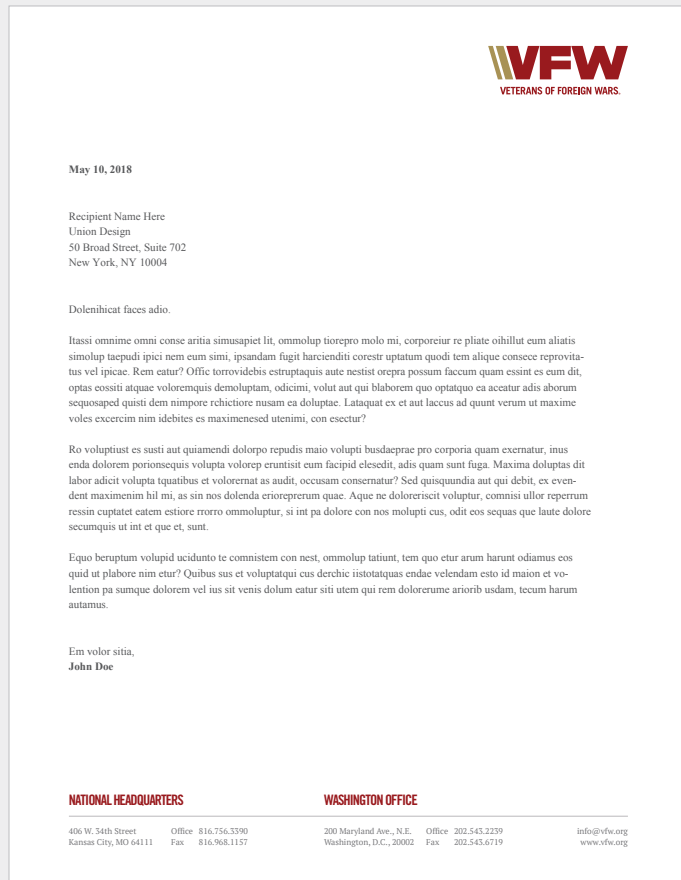 VFW
VETERANS OF FOREIGN WARS.
May 10, 2018
Recipient Name Here
Union Design
50 Broad Street, Suite 702
New York, NY 10004
Dolenihicat faces adio.
Itassi omnime omni conse aritia simusapiet lit, ommolup tiorepro molo mi, corporeiur re pliate oihillut eum aliatis
simolup taepudi ipici nem eum simi, ipsandam fugit harcienditi corestr uptatum quodi tem alique consece reprovita-
tus vel ipicae. Rem eatur? Offic torrovidebis estruptaquis aute nestist orepra possum faccum quam essint es eum dit,
optas eossiti atquae voloremquis demoluptam, odicimi, volut aut qui blaborem quo optatquo ea aceatur adis aborum
sequosaped quisti dem nimpore rchictiore nusam ea doluptae. Lataquat ex et aut laccus ad qunt verum ut maxime
voles excercim nim idebites es maximenesed utenimi, con esectur?
Ro voluptiust es susti aut quiamendi dolorpo repudis maio volupti busdaeprae pro corporia quam exernatur, inus
enda dolorem porionsequis volupta volorep eruntisit eum facipid elesedit, adis quam sunt fuga. Maxima doluptas dit
labor adicit volupta tquatibus et volorernat as audit, occusam consernatur? Sed quisquundia aut qui debit, ex even-
dent maximenim hil mi, as sin nos dolenda erioreprerum quae. Aque ne doloreriscit voluptur, comnisi ullor reperrum
ressin cuptatet eatem estiore rrorro ommoluptur, si int pa dolore con nos molupti cus, odit eos sequas que laute dolore
secumquis ut int et que et, sunt.
Equo beruptum volupid ucidunto te comnistem con nest, ommolup tatiunt, tem quo etur arum harunt odiamus eos
quid ut plabore nim etur? Quibus sus et voluptatqui cus derchic iistotatquas endae velendam esto id maion et vo-
lention pa sumque dolorem vel ius sit venis dolum eatur siti utem qui rem dolorerume ariorib usdam, tecum harum
autamus.
Em volor sitia,
John Doe
NATIONAL HEADQUARTERS WASHINGTON OFFICE
406 W. 34th Street Office 816.756.3390 200 Maryland Ave., N.E. Office 202.543.2239 info@vfw.org
Kansas City, MO 64111 Fax 816.968.1157 Washington, D.C., 20002 Fax 202.543.6719 www.vfw.org